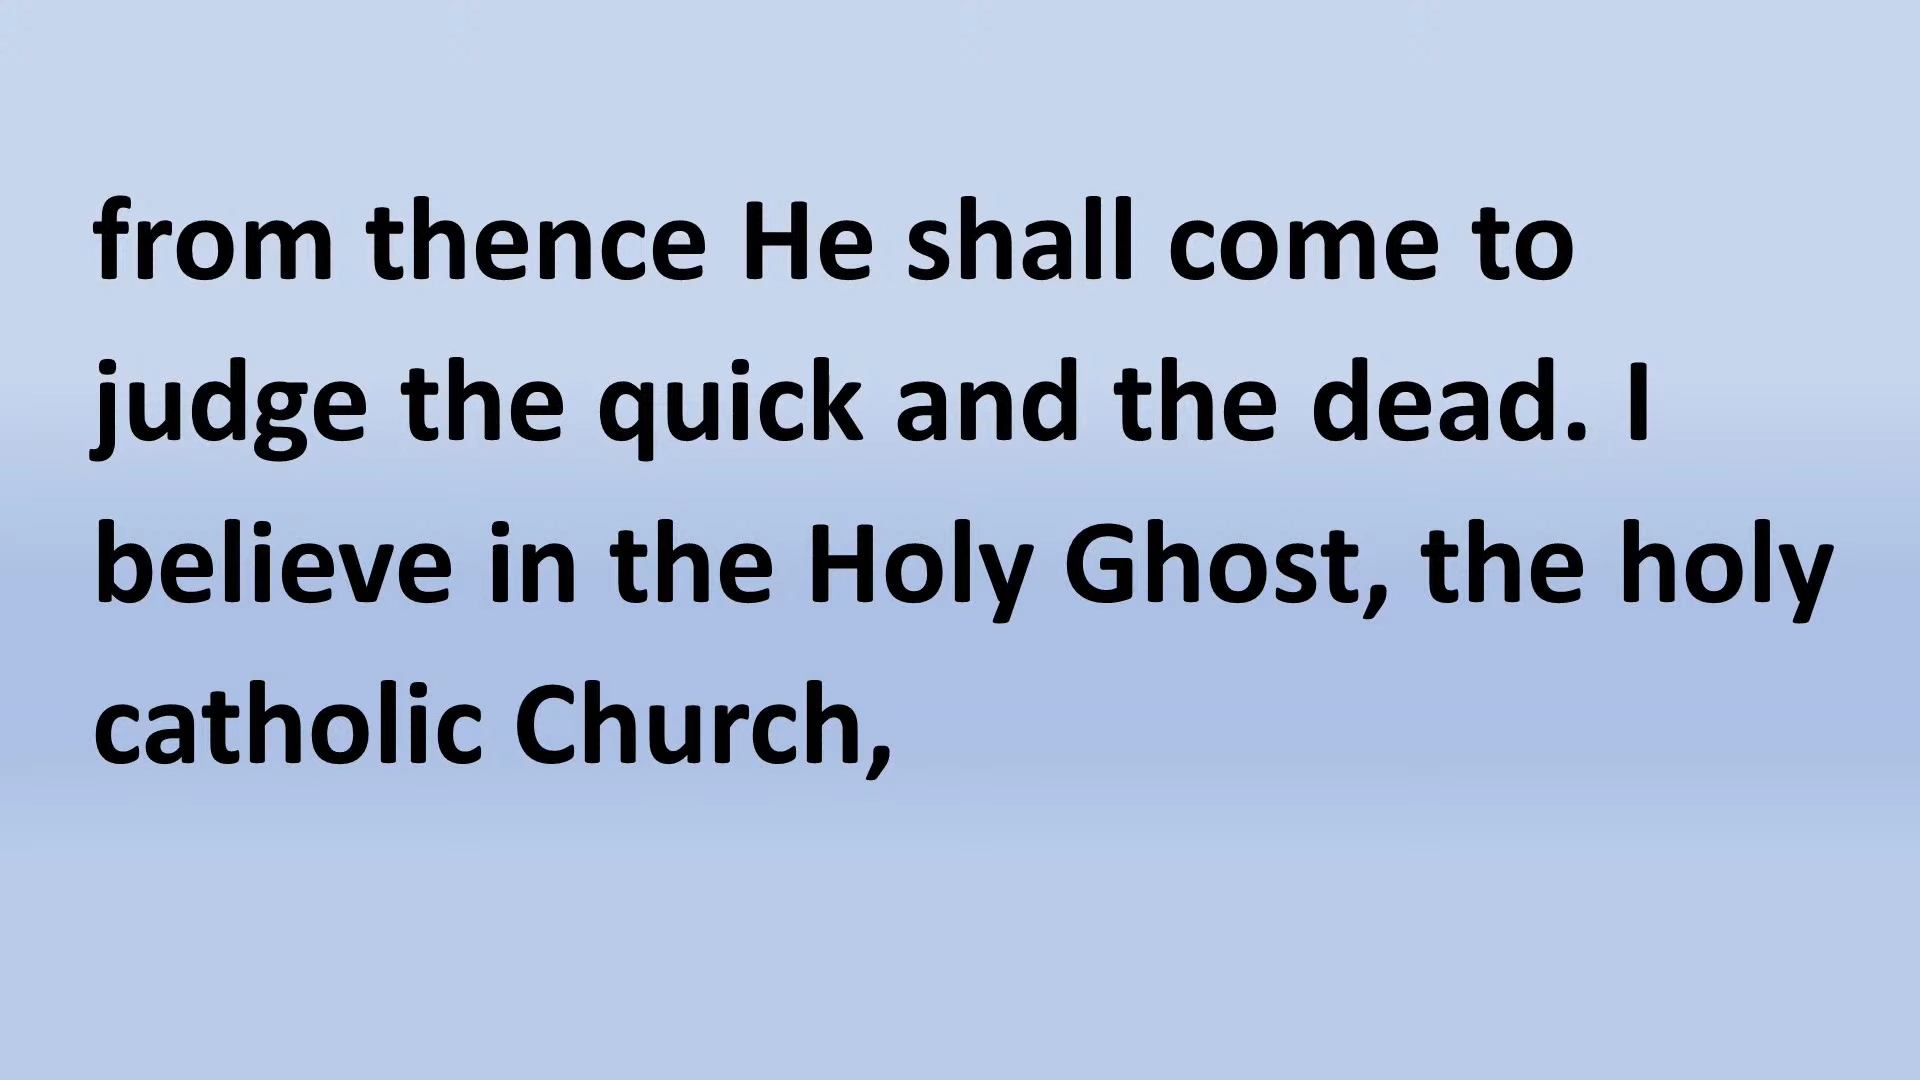 from thence He shall come to
judge the quick and the dead. I
believe in the Holy Ghost, the holy
catholic Church,